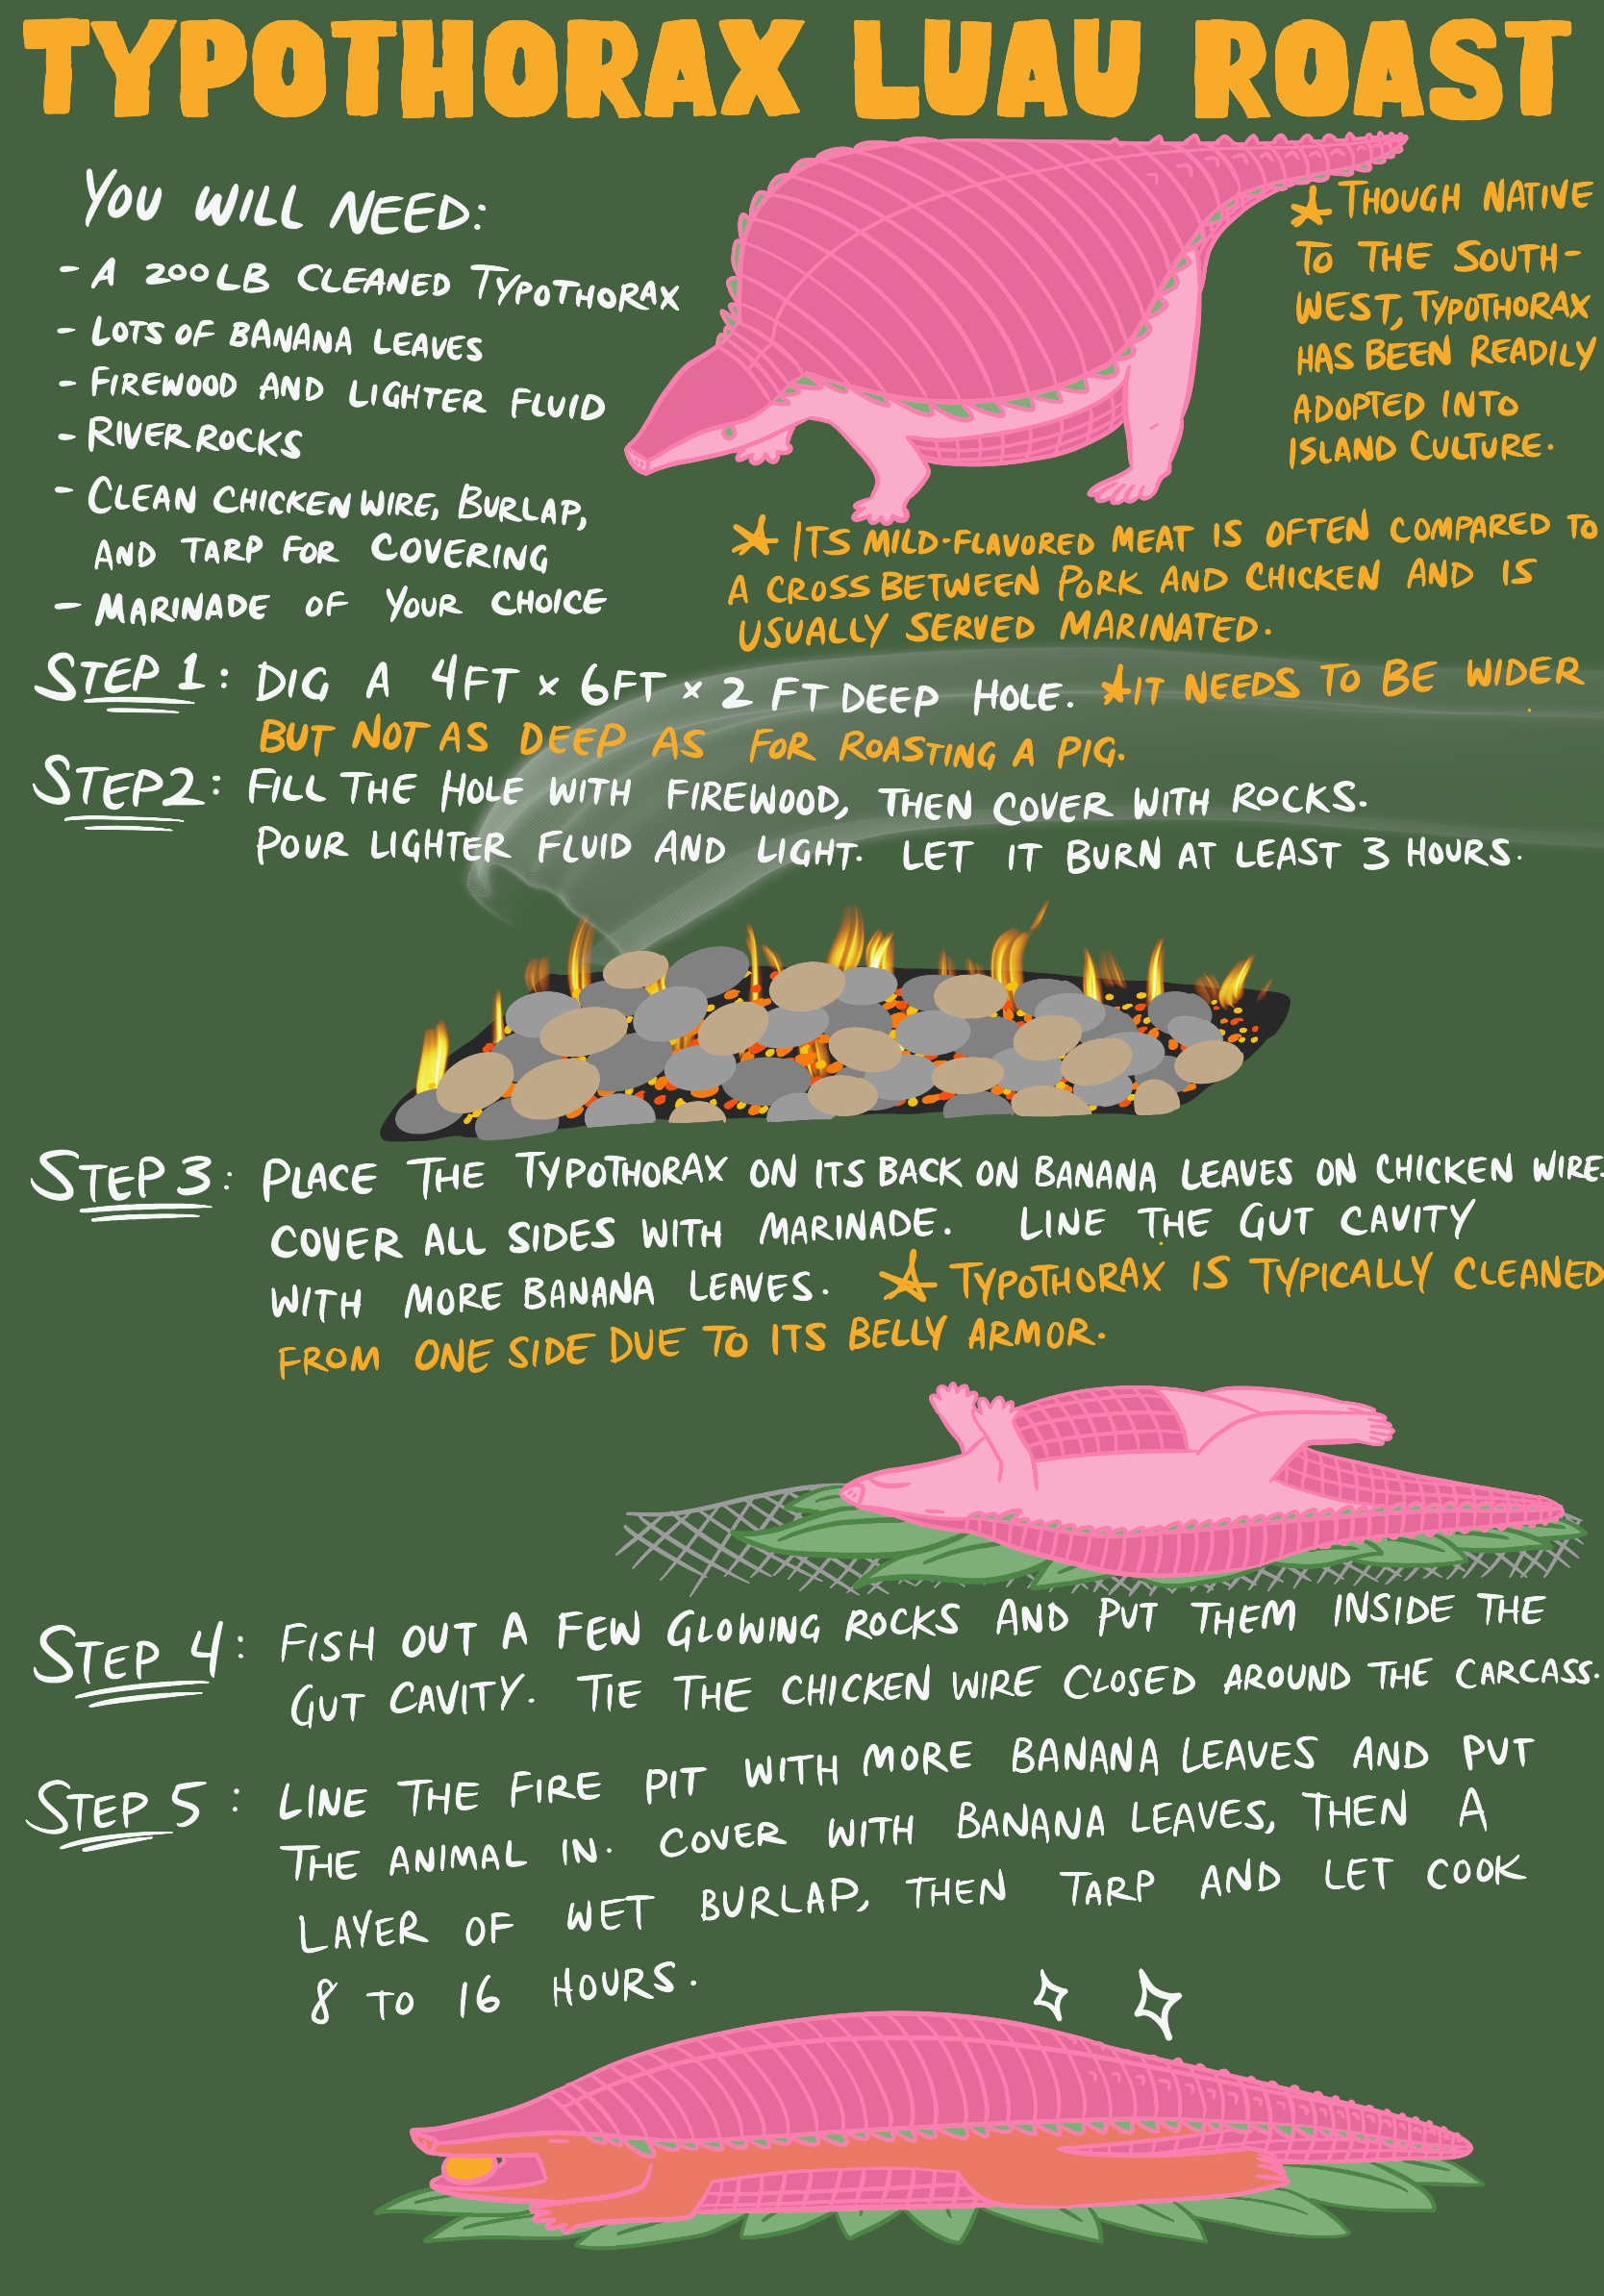 TYPOTHORAX LUAU ROAST
YOU WILL NEED:
- A 200LB CLEANED TYPOTHORAX
- LOTS OF BANANA LEAVES
- FIREWOOD AND LIGHTER FLUID
- RIVER ROCKS
- CLEAN CHICKEN WIRE, BURLAP,
AND TARP FOR COVERING
- MARINADE OF YOUR CHOICE
★ THOUGH NATIVE
TO THE SOUTH-
WEST, TYPOTHORAX
HAS BEEN READILY
ADOPTED INTO
ISLAND CULTURE.
★ ITS MILD-FLAVORED MEAT IS OFTEN COMPARED TO
A CROSS BETWEEN PORK AND CHICKEN AND IS
USUALLY SERVED MARINATED.
STEP 1: DIG A 4FT x 6FT x 2 FT DEEP HOLE. ★IT NEEDS TO BE WIDER
BUT NOT AS DEEP AS FOR ROASTING A PIG.
STEP 2: FILL THE HOLE WITH FIREWOOD, THEN COVER WITH ROCKS.
POUR LIGHTER FLUID AND LIGHT. LET IT BURN AT LEAST 3 HOURS.
STEP 3: PLACE THE TYPOTHORAX ON ITS BACK ON BANANA LEAVES ON CHICKEN WIRE.
COVER ALL SIDES WITH MARINADE. LINE THE GUT CAVITY
WITH MORE BANANA LEAVES. ★ TYPOTHORAX IS TYPICALLY CLEANED
FROM ONE SIDE DUE TO ITS BELLY ARMOR.
STEP 4: FISH OUT A FEW GLOWING ROCKS AND PUT THEM INSIDE THE
GUT CAVITY. TIE THE CHICKEN WIRE CLOSED AROUND THE CARCASS.
STEP 5: LINE THE FIRE PIT WITH MORE BANANA LEAVES AND PUT
THE ANIMAL IN. COVER WITH BANANA LEAVES, THEN A
LAYER OF WET BURLAP, THEN TARP AND LET COOK
8 TO 16 HOURS.